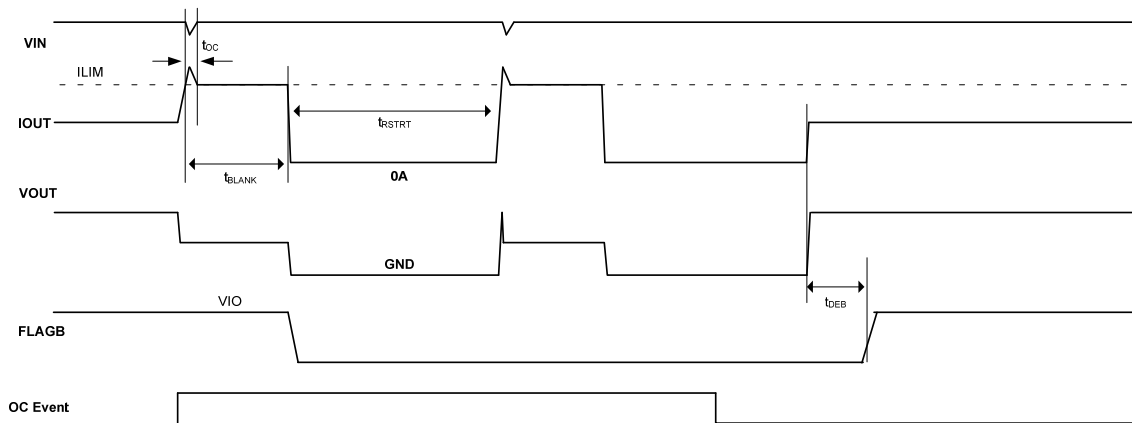 VIN
tOC
ILIM
IOUT
tRSTRT
tBLANK
0A
VOUT
GND
VIO
tDEB
FLAGB
OC Event